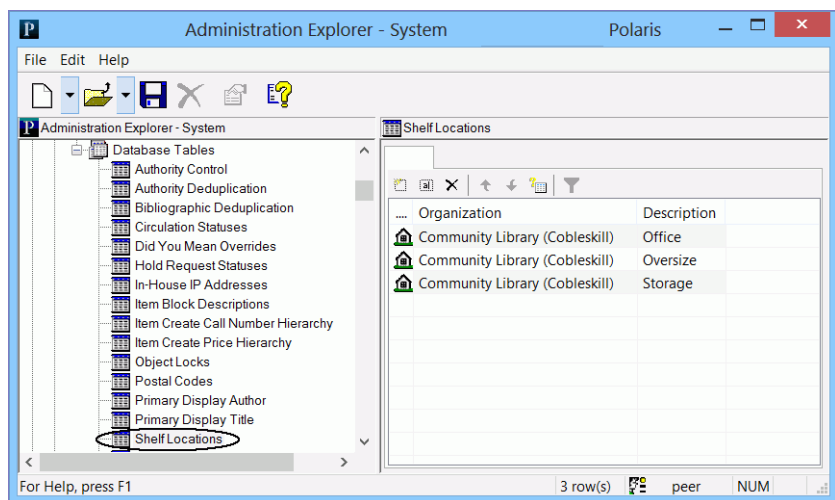 P Administration Explorer - System Polaris
File Edit Help
P Administration Explorer - System
Database Tables
Authority Control
Authority Deduplication
Bibliographic Deduplication
Circulation Statuses
Did You Mean Overrides
Hold Request Statuses
In-House IP Addresses
Item Block Descriptions
Item Create Call Number Hierarchy
Item Create Price Hierarchy
Object Locks
Postal Codes
Primary Display Author
Primary Display Title
Shelf Locations
Shelf Locations
.... Organization Description
Community Library (Cobleskill) Office
Community Library (Cobleskill) Oversize
Community Library (Cobleskill) Storage
For Help, press F1 3 row(s) peer NUM